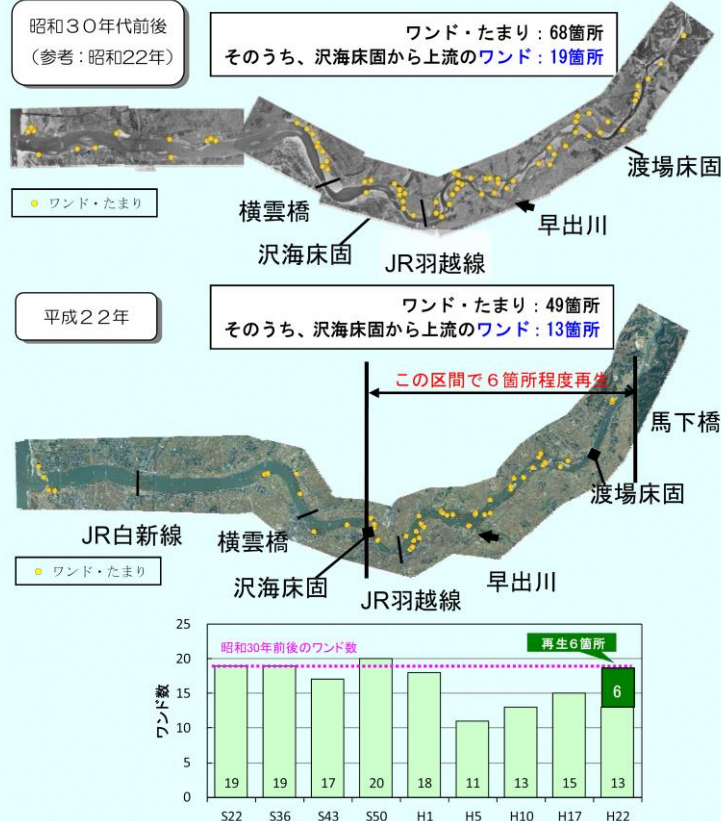 昭和３０年代前後
（参考：昭和22年）
ワンド・たまり：68箇所
そのうち、沢海床固から上流のワンド：19箇所
ワンド・たまり
横雲橋
沢海床固
JR羽越線
早出川
渡場床固
平成２２年
ワンド・たまり：49箇所
そのうち、沢海床固から上流のワンド：13箇所
この区間で６箇所程度再生
馬下橋
渡場床固
JR白新線
横雲橋
沢海床固
JR羽越線
早出川
ワンド・たまり
ワンド数
25
20
15
10
5
0
昭和30年前後のワンド数
再生6箇所
6
19 19 17 20 18 11 13 15 13
S22 S36 S43 S50 H1 H5 H10 H17 H22